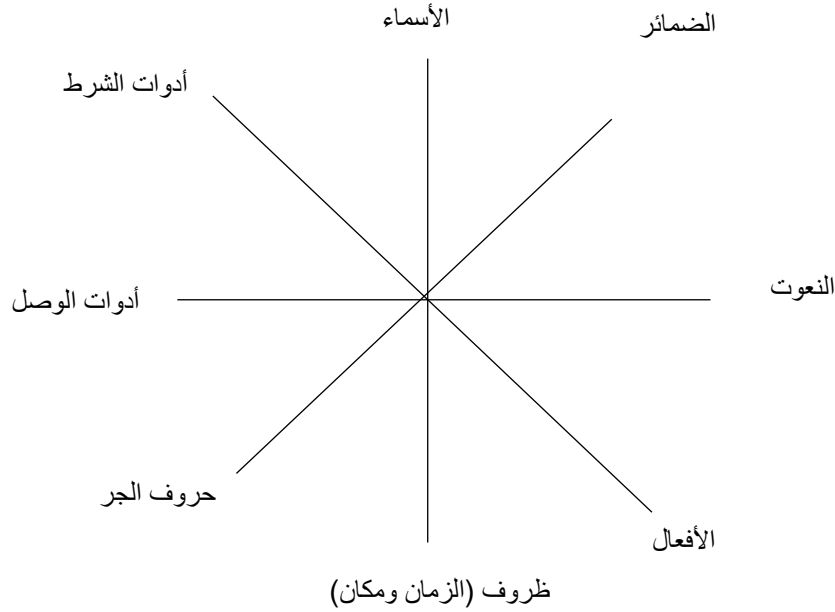 الأسماء
الضمائر
أدوات الشرط
النعوت
أدوات الوصل
حروف الجر
الأفعال
ظروف (الزمان ومكان)